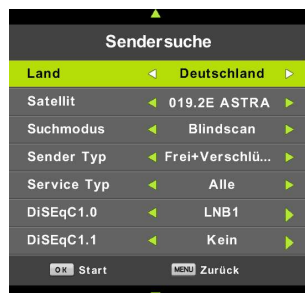 Sendersuche
Land Deutschland
Satellit 019.2E ASTRA
Suchmodus Blindscan
Sender Typ Frei+Verschlü...
Service Typ Alle
DiSEqC1.0 LNB1
DiSEqC1.1 Kein
OK Start MENU Zurück